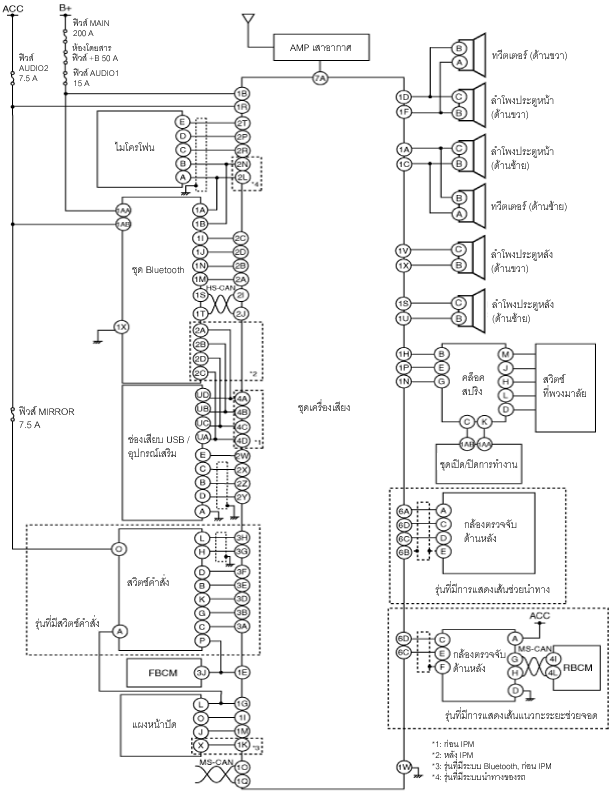 ACC
B+
ฟิวส์ MAIN
200 A
ห้องโดยสาร
ฟิวส์ +B 50 A
ฟิวส์ AUDIO1
15 A
ฟิวส์
AUDIO2
7.5 A
AMP เสาอากาศ
7A
1B
1R
ไมโครโฟน
E
D
C
B
A
2T
2P
2R
2N
2L
*4
1AA
1AB
ชุด Bluetooth
1X
1A
1B
1I
1J
1N
1M
1S
1T
2C
2D
2B
2A
HS-CAN
2I
2J
2A
2B
2D
2C
*2
ช่องเสียบ USB /
อุปกรณ์เสริม
UD
UB
UC
UA
E
C
B
D
A
4A
4B
4C
4D
*1
2W
2X
2Z
2Y
ฟิวส์ MIRROR
7.5 A
สวิตช์คำสั่ง
รุ่นที่มีสวิตช์คำสั่ง
O
A
L
H
D
B
K
G
C
P
3H
3G
3F
3E
3D
3B
3A
FBCM
3J
1E
แผงหน้าปัด
L
O
J
X
1G
1I
1M
1K
*3
MS-CAN
1O
1Q
ชุดเครื่องเสียง
1D
1F
B
A
ทวีตเตอร์ (ด้านขวา)
C
B
ลำโพงประตูหน้า
(ด้านขวา)
1A
1C
C
B
ลำโพงประตูหน้า
(ด้านซ้าย)
B
A
ทวีตเตอร์ (ด้านซ้าย)
1V
1X
C
B
ลำโพงประตูหลัง
(ด้านขวา)
1S
1U
C
B
ลำโพงประตูหลัง
(ด้านซ้าย)
1H
1P
1N
B
E
G
คล็อค
สปริง
M
J
H
L
D
สวิตช์
ที่พวงมาลัย
C
K
1AB
1AA
ชุดเปิด/ปิดการทำงาน
6A
6D
6C
6B
A
C
D
E
กล้องตรวจจับ
ด้านหลัง
รุ่นที่มีการแสดงเส้นช่วยนำทาง
6D
6C
C
E
F
กล้องตรวจจับ
ด้านหลัง
A
G
H
D
ACC
MS-CAN
4I
4L
RBCM
รุ่นที่มีการแสดงเส้นแนวกะระยะช่วยจอด
1W
*1: ก่อน IPM
*2: หลัง IPM
*3: รุ่นที่มีระบบ Bluetooth, ก่อน IPM
*4: รุ่นที่มีระบบนำทางของรถ